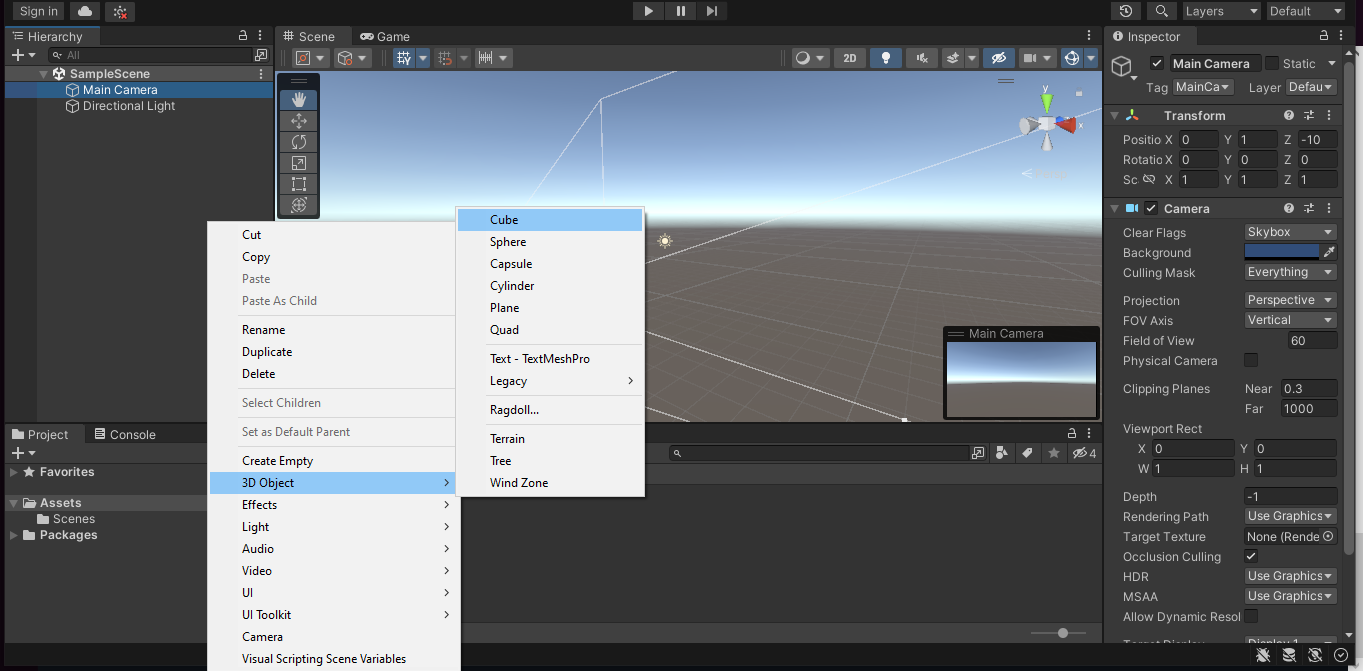 Sign in
Layers
Default
Hierarchy
All
SampleScene
Main Camera
Directional Light
Scene
Game
2D
y
x
Main Camera
Cut
Copy
Paste
Paste As Child
Rename
Duplicate
Delete
Select Children
Set as Default Parent
Create Empty
3D Object
Effects
Light
Audio
Video
UI
UI Toolkit
Camera
Visual Scripting Scene Variables
Cube
Sphere
Capsule
Cylinder
Plane
Quad
Text - TextMeshPro
Legacy
Ragdoll...
Terrain
Tree
Wind Zone
Project
Console
4
Favorites
Assets
Scenes
Packages
Inspector
Main Camera
Static
Tag MainCa Layer Defau
Transform
Positio X 0 Y 1 Z -10
Rotatio X 0 Y 0 Z 0
Sc X 1 Y 1 Z 1
Camera
Clear Flags Skybox
Background
Culling Mask Everything
Projection Perspective
FOV Axis Vertical
Field of View 60
Physical Camera
Clipping Planes Near 0.3
Far 1000
Viewport Rect
X 0 Y 0
W 1 H 1
Depth -1
Rendering Path Use Graphics
Target Texture None (Rende
Occlusion Culling
HDR Use Graphics
MSAA Use Graphics
Allow Dynamic Resol
Target Display Display 1